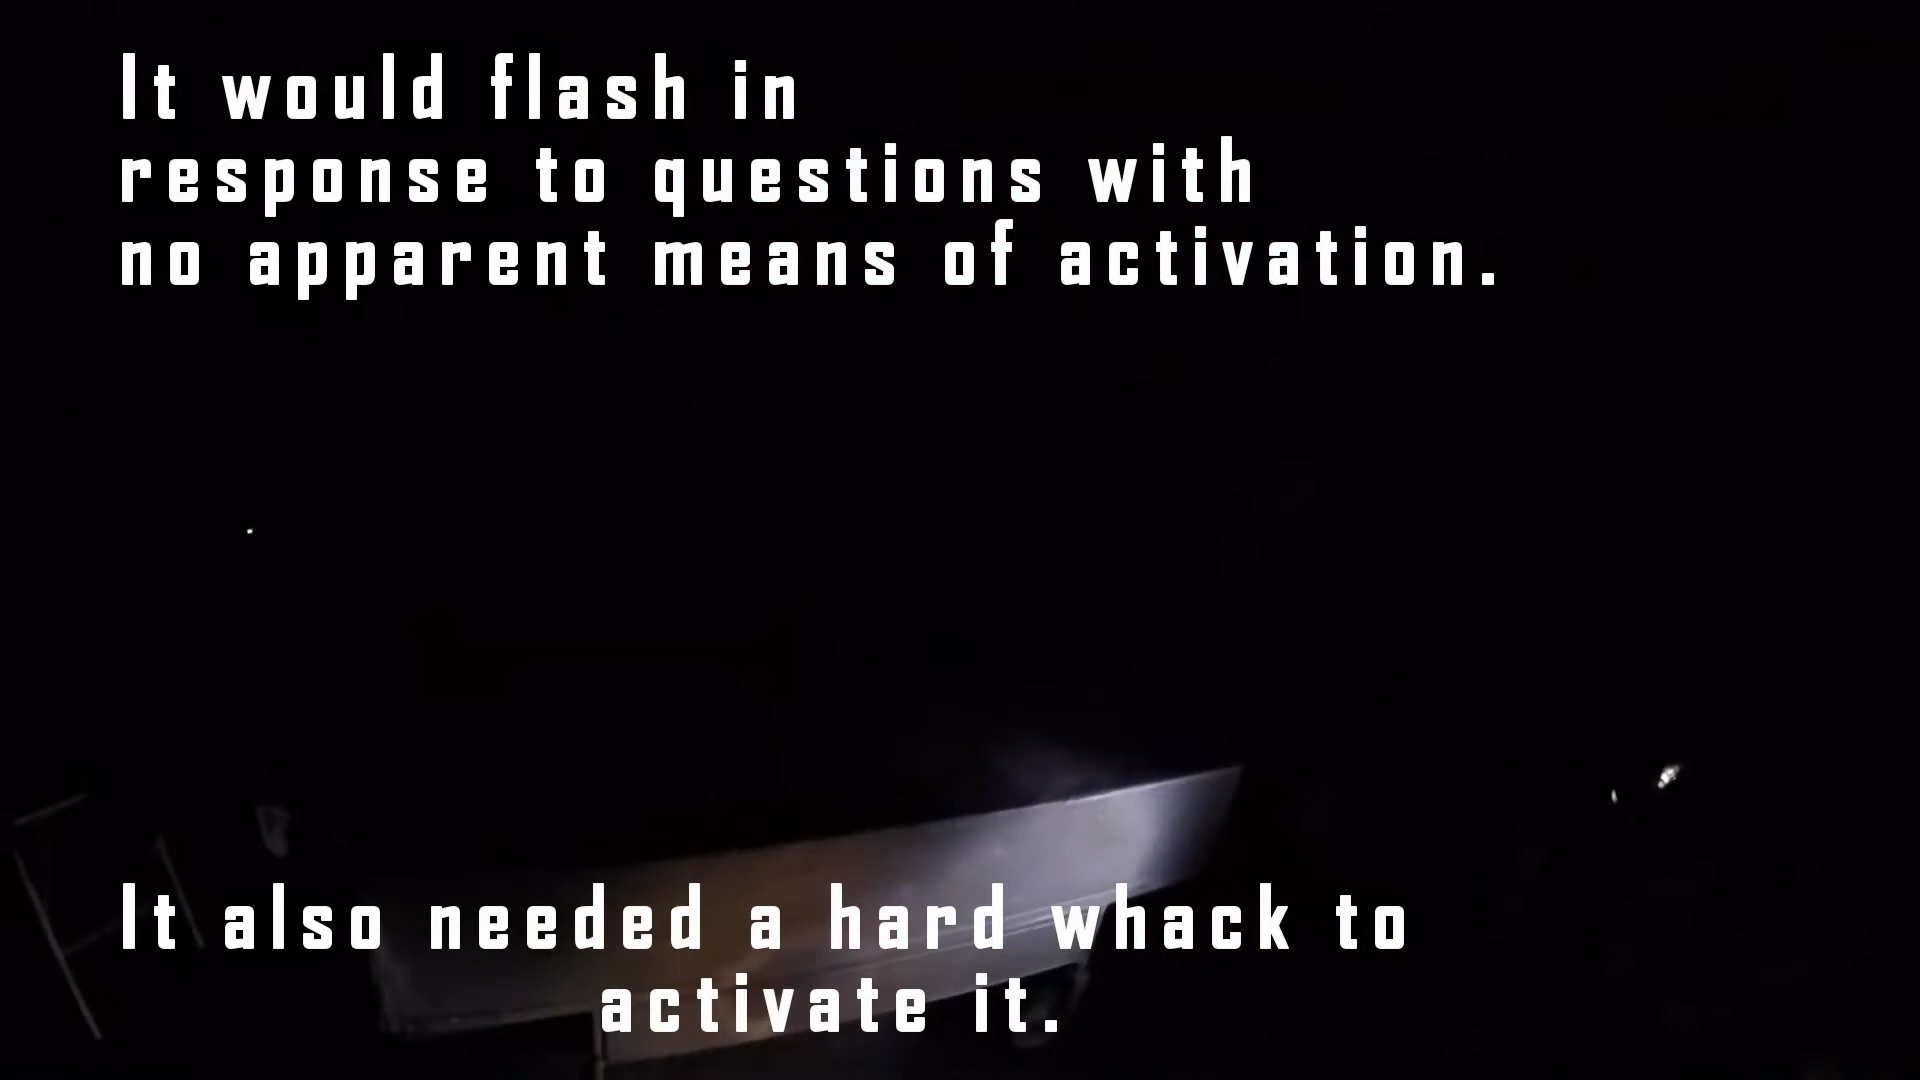 It would flash in
response to questions with
no apparent means of activation.
It also needed a hard whack to
activate it.